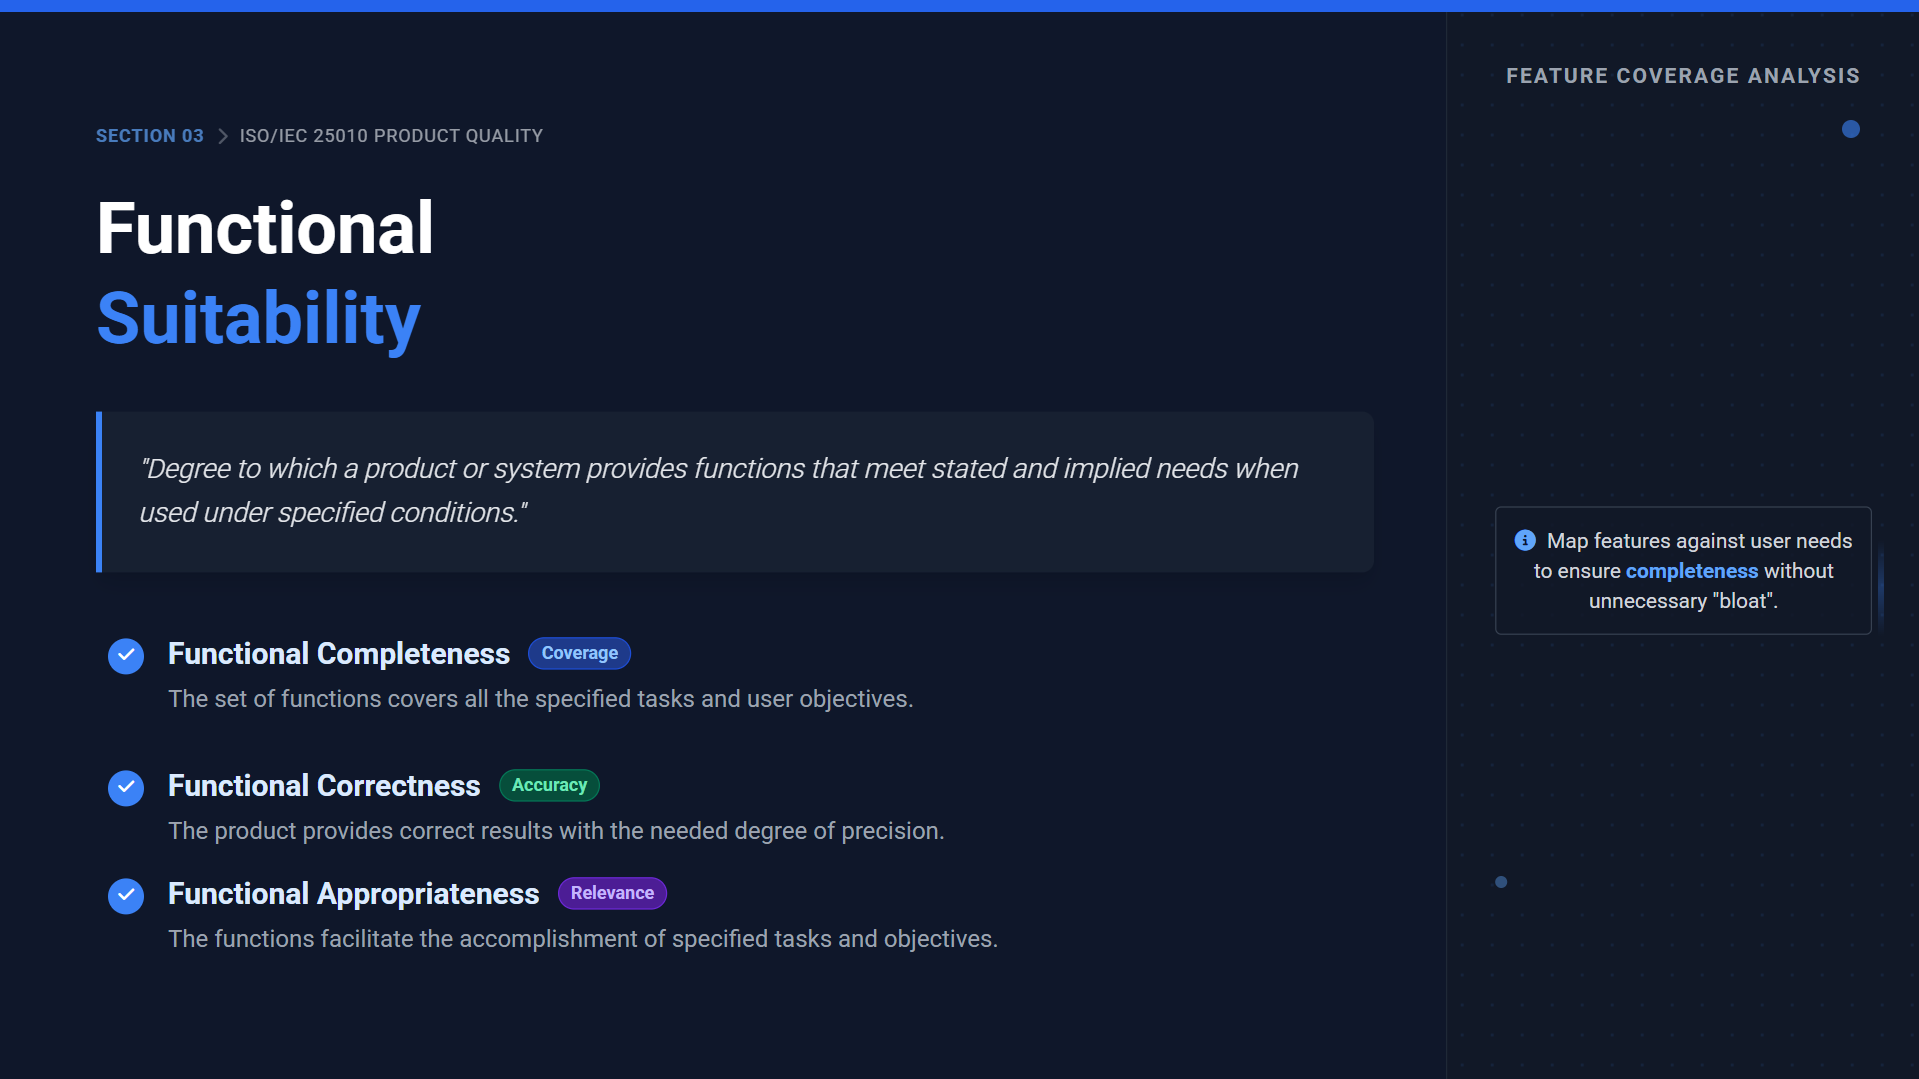 SECTION 03 > ISO/IEC 25010 PRODUCT QUALITY
Functional
Suitability
"Degree to which a product or system provides functions that meet stated and implied needs when
used under specified conditions."
Functional Completeness Coverage
The set of functions covers all the specified tasks and user objectives.
Functional Correctness Accuracy
The product provides correct results with the needed degree of precision.
Functional Appropriateness Relevance
The functions facilitate the accomplishment of specified tasks and objectives.
FEATURE COVERAGE ANALYSIS
Map features against user needs
to ensure completeness without
unnecessary "bloat".